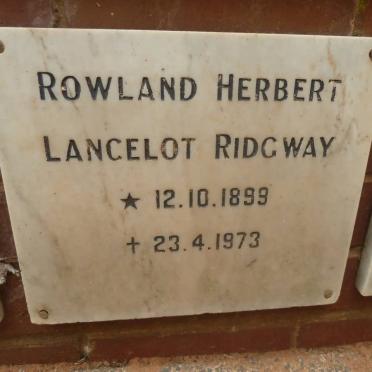 ROWLAND HERBERT
LANCELOT RIDGWAY
★ 12.10.1899
✝ 23.4.1973